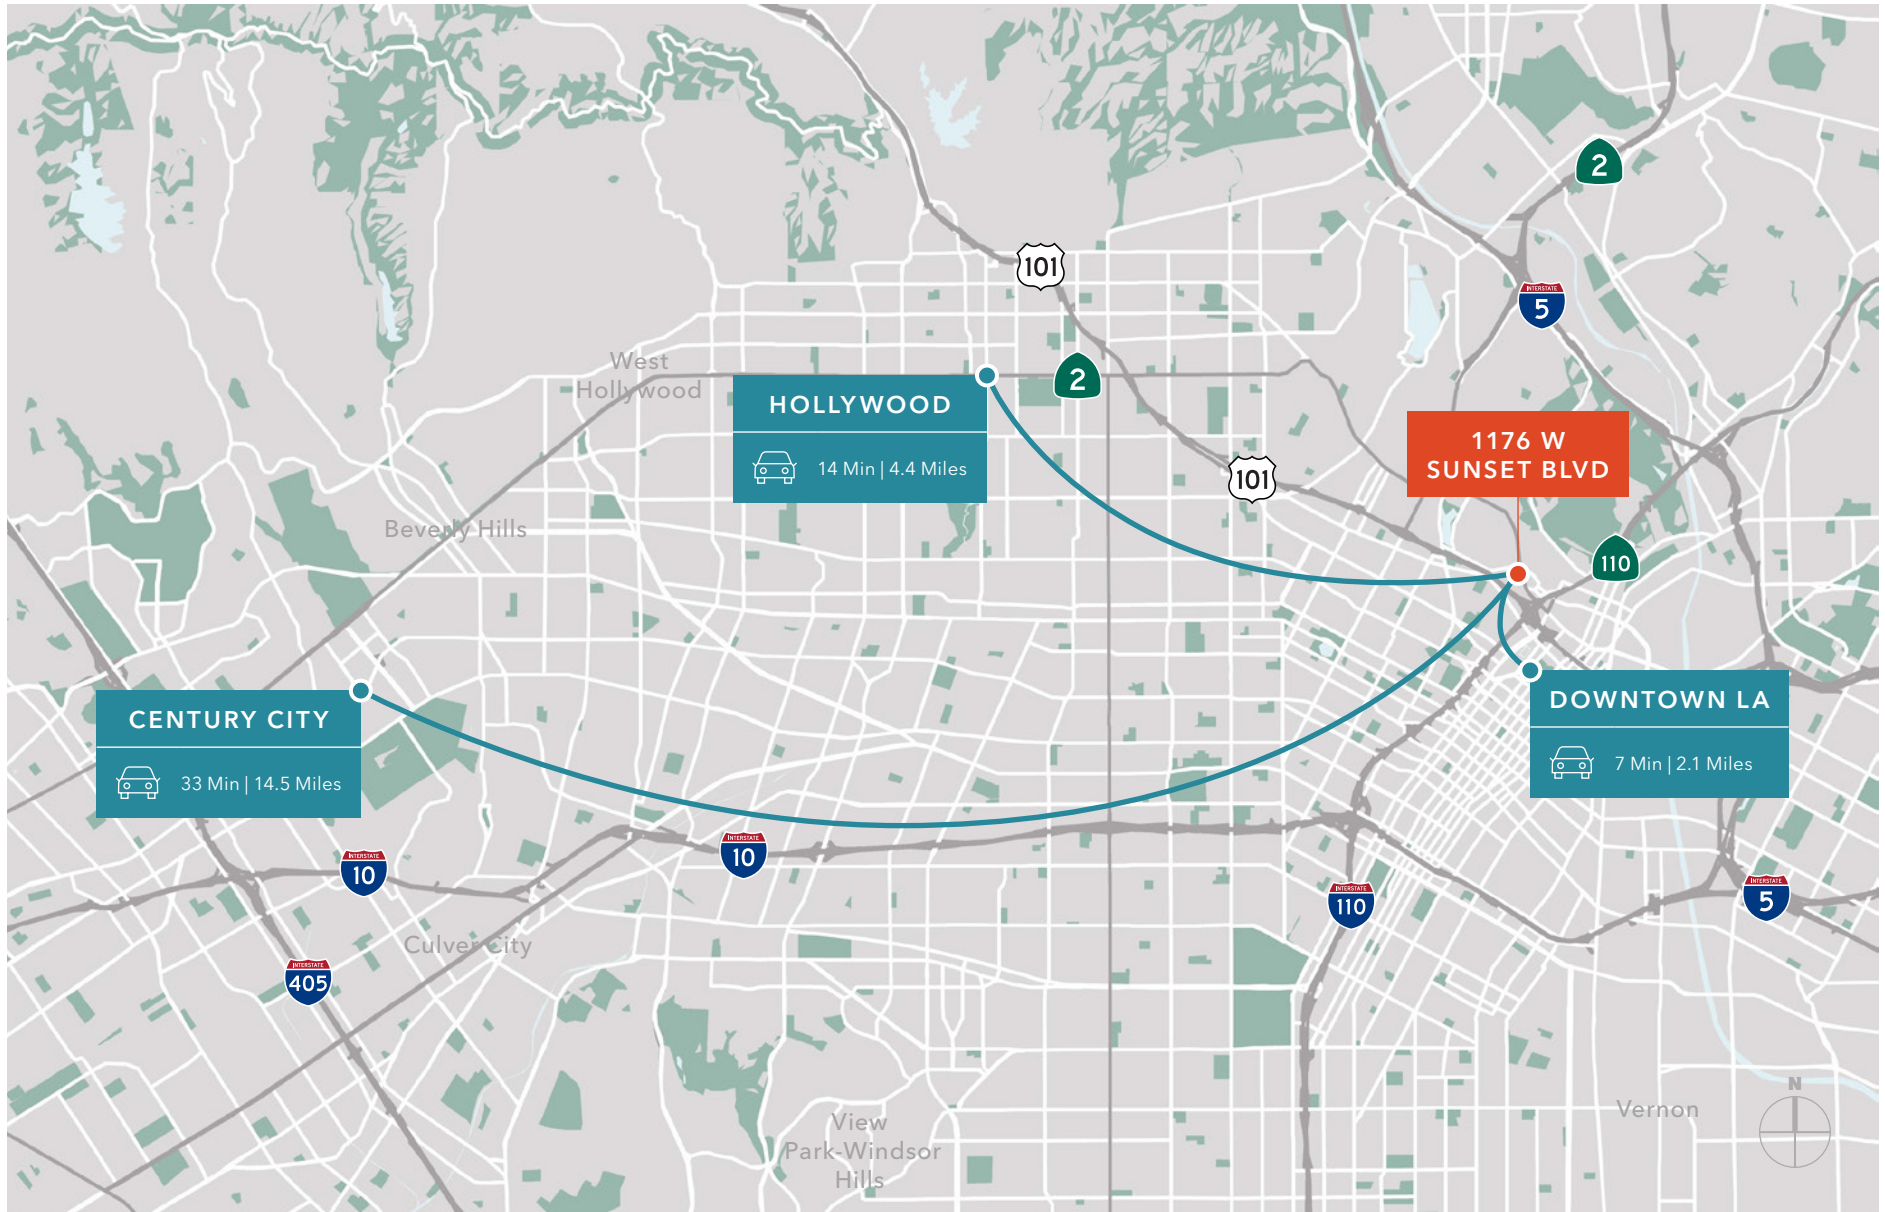 2
101
INTERSTATE
5
West
Hollywood
2
HOLLYWOOD
14 Min | 4.4 Miles
1176 W
SUNSET BLVD
101
Beverly Hills
110
CENTURY CITY
33 Min | 14.5 Miles
DOWNTOWN LA
7 Min | 2.1 Miles
INTERSTATE
10
INTERSTATE
10
INTERSTATE
110
INTERSTATE
5
Culver City
INTERSTATE
405
N
Vernon
View
Park-Windsor
Hills